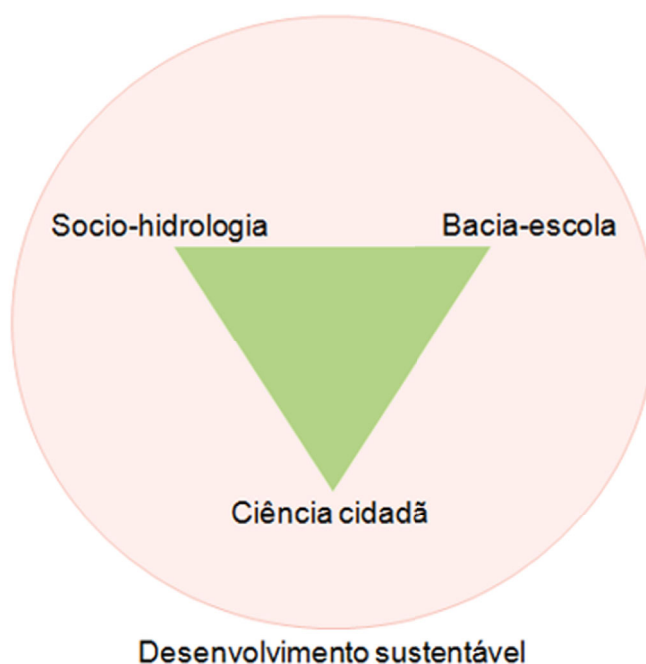 Socio-hidrologia
Bacia-escola
Ciência cidadã
Desenvolvimento sustentável